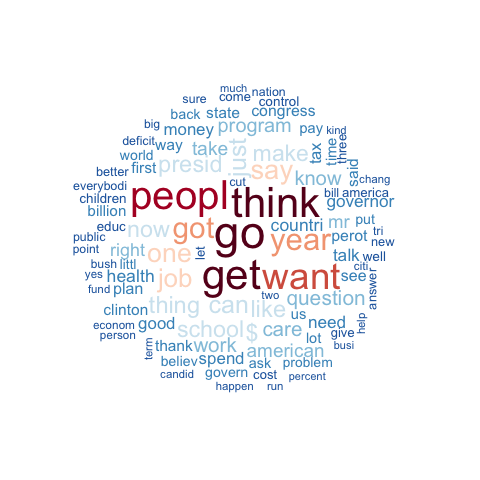 much
come nation
sure control
back state congress
big money program pay kind
deficit way take just make tax time three
world first presid say know said
better cut chang
everybodi bill america
children peopl think governor
billion got go countri mr put
educ now year perot tri
public right one let talk new
point littl get want well
bush health job see citi
yes plan two question answer
fund thing can like us
clinton school $ care need help
econom good work american lot give
person thank believ spend ask problem busi
term govern cost
candid happen run percent